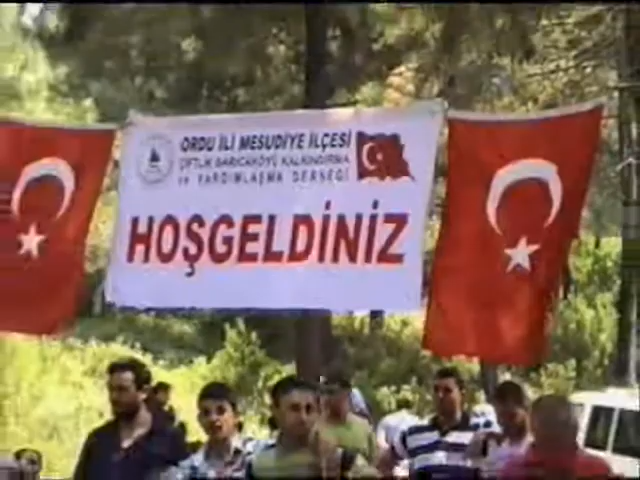 ORDU İLİ MESUDİYE İLÇESİ
ÇİFTLİK SARICAKÖYÜ KALKINDIRMA
ve YARDIMLAŞMA DERNEĞİ
HOŞGELDİNİZ